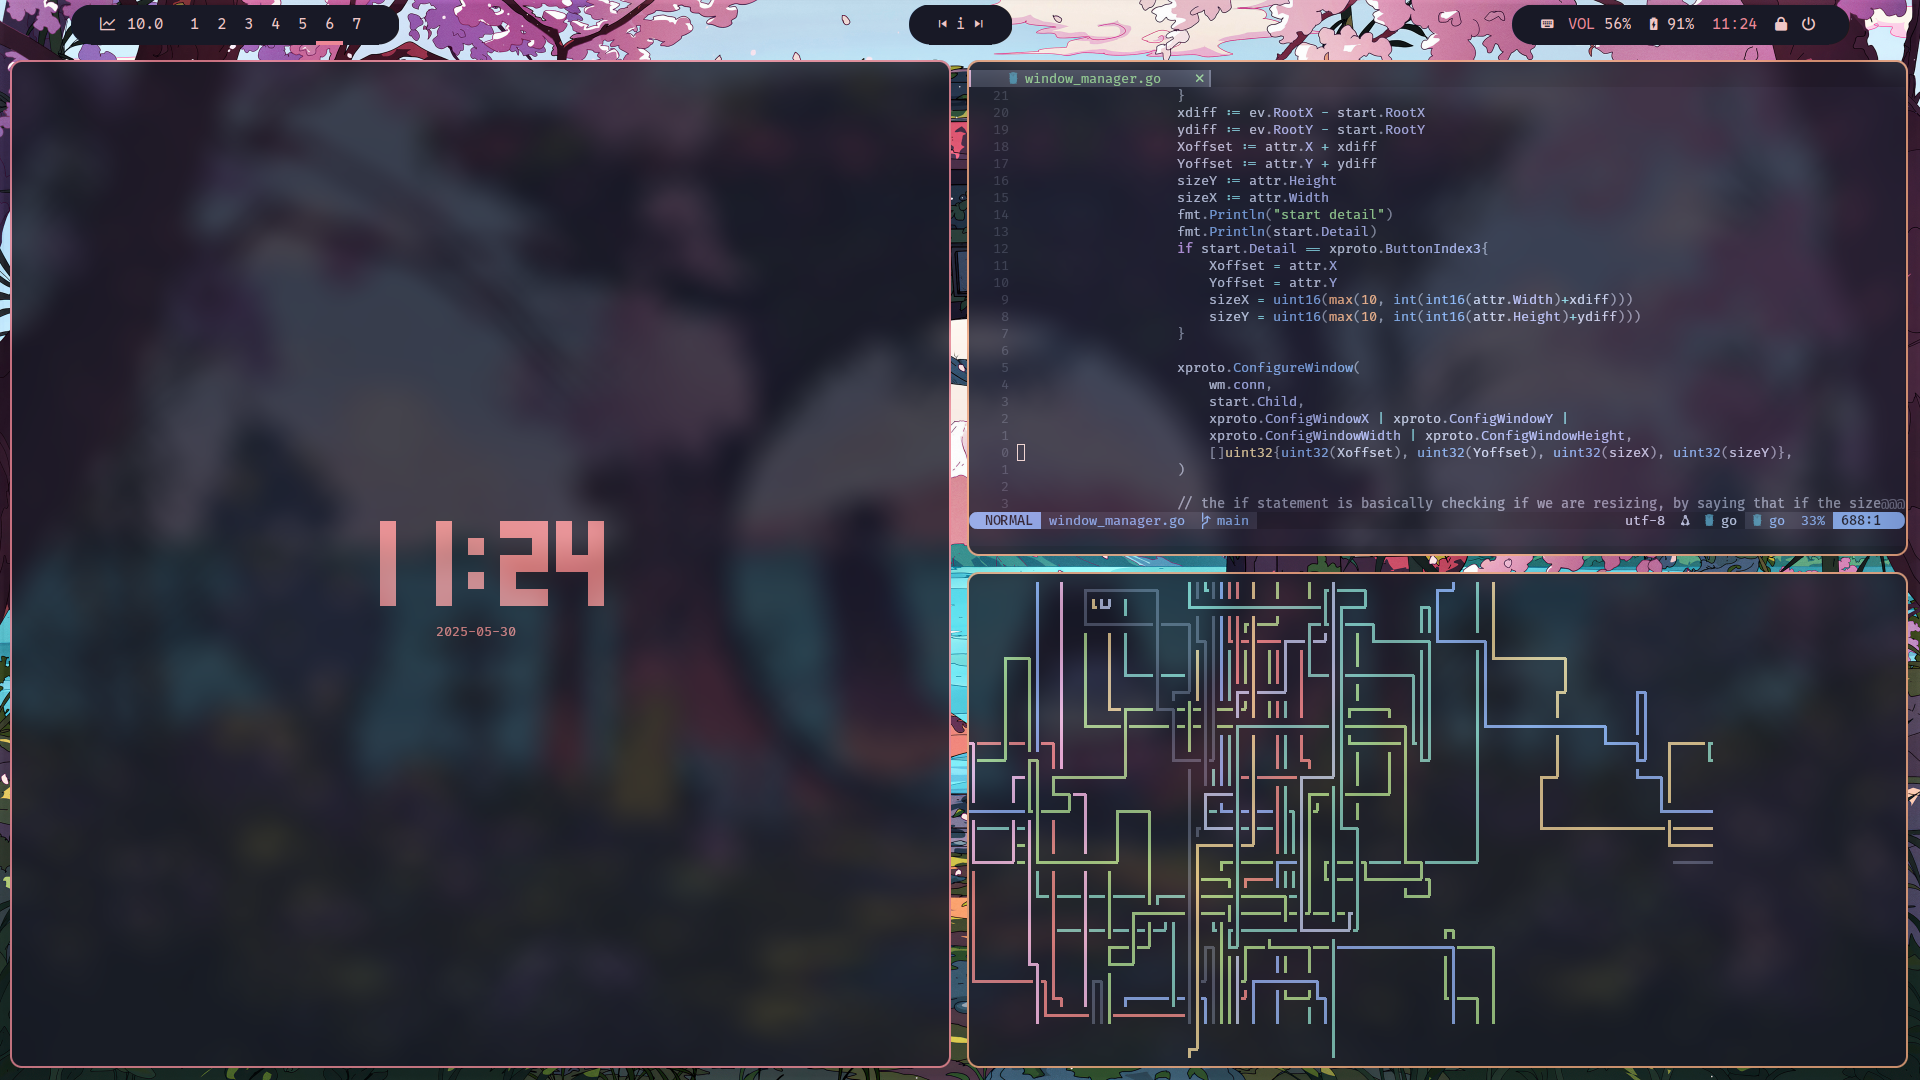 10.0 1 2 3 4 5 6 7
i
VOL 56% 91% 11:24
11:24
2025-05-30
window_manager.go ✕
21 }
20 xdiff := ev.RootX - start.RootX
19 ydiff := ev.RootY - start.RootY
18 Xoffset := attr.X + xdiff
17 Yoffset := attr.Y + ydiff
16 sizeY := attr.Height
15 sizeX := attr.Width
14 fmt.Println("start detail")
13 fmt.Println(start.Detail)
12 if start.Detail == xproto.ButtonIndex3{
11 Xoffset = attr.X
10 Yoffset = attr.Y
9 sizeX = uint16(max(10, int(int16(attr.Width)+xdiff)))
8 sizeY = uint16(max(10, int(int16(attr.Height)+ydiff)))
7 }
6
5 xproto.ConfigureWindow(
4 wm.conn,
3 start.Child,
2 xproto.ConfigWindowX | xproto.ConfigWindowY |
1 xproto.ConfigWindowWidth | xproto.ConfigWindowHeight,
0 []uint32{uint32(Xoffset), uint32(Yoffset), uint32(sizeX), uint32(sizeY)},
1 )
2
3 // the if statement is basically checking if we are resizing, by saying that if the size@@@
NORMAL window_manager.go main utf-8 go go 33% 688:1